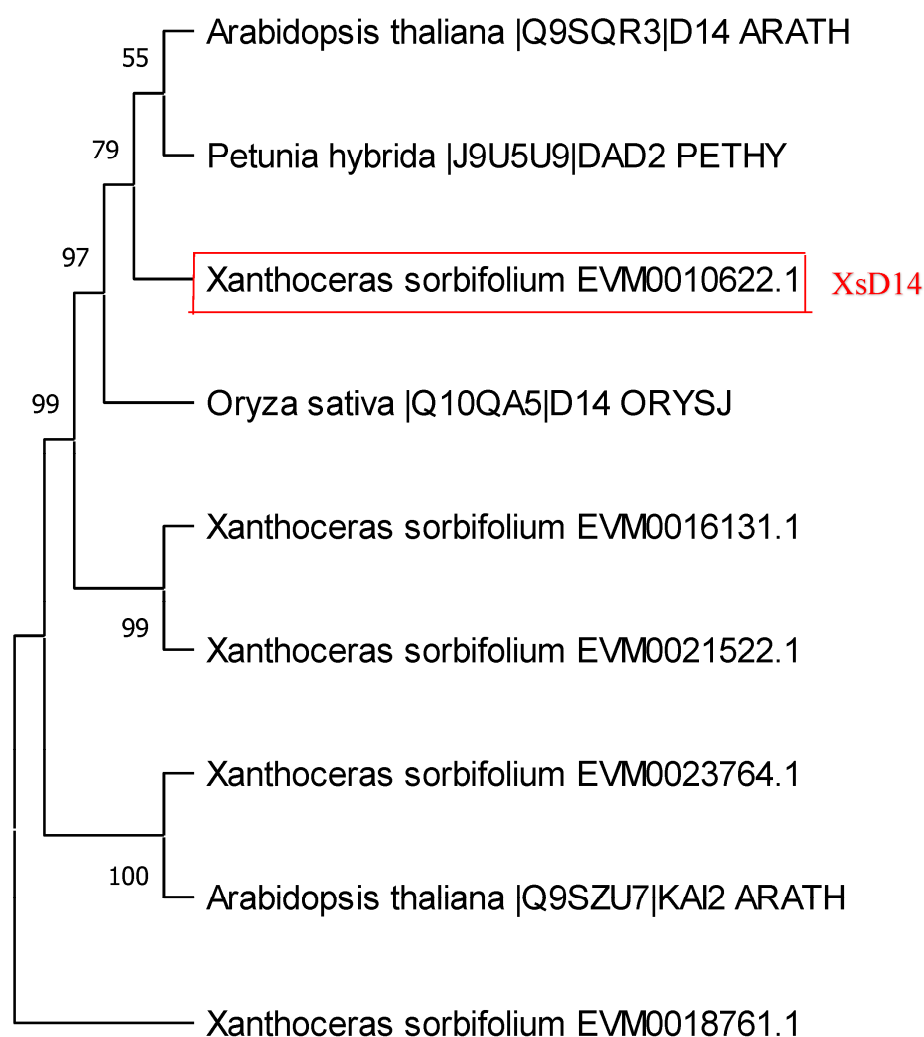 Arabidopsis thaliana |Q9SQR3|D14 ARATH
55
79
Petunia hybrida |J9U5U9|DAD2 PETHY
97
Xanthoceras sorbifolium EVM0010622.1 XsD14
99
Oryza sativa |Q10QA5|D14 ORYSJ
Xanthoceras sorbifolium EVM0016131.1
99
Xanthoceras sorbifolium EVM0021522.1
Xanthoceras sorbifolium EVM0023764.1
100
Arabidopsis thaliana |Q9SZU7|KAI2 ARATH
Xanthoceras sorbifolium EVM0018761.1